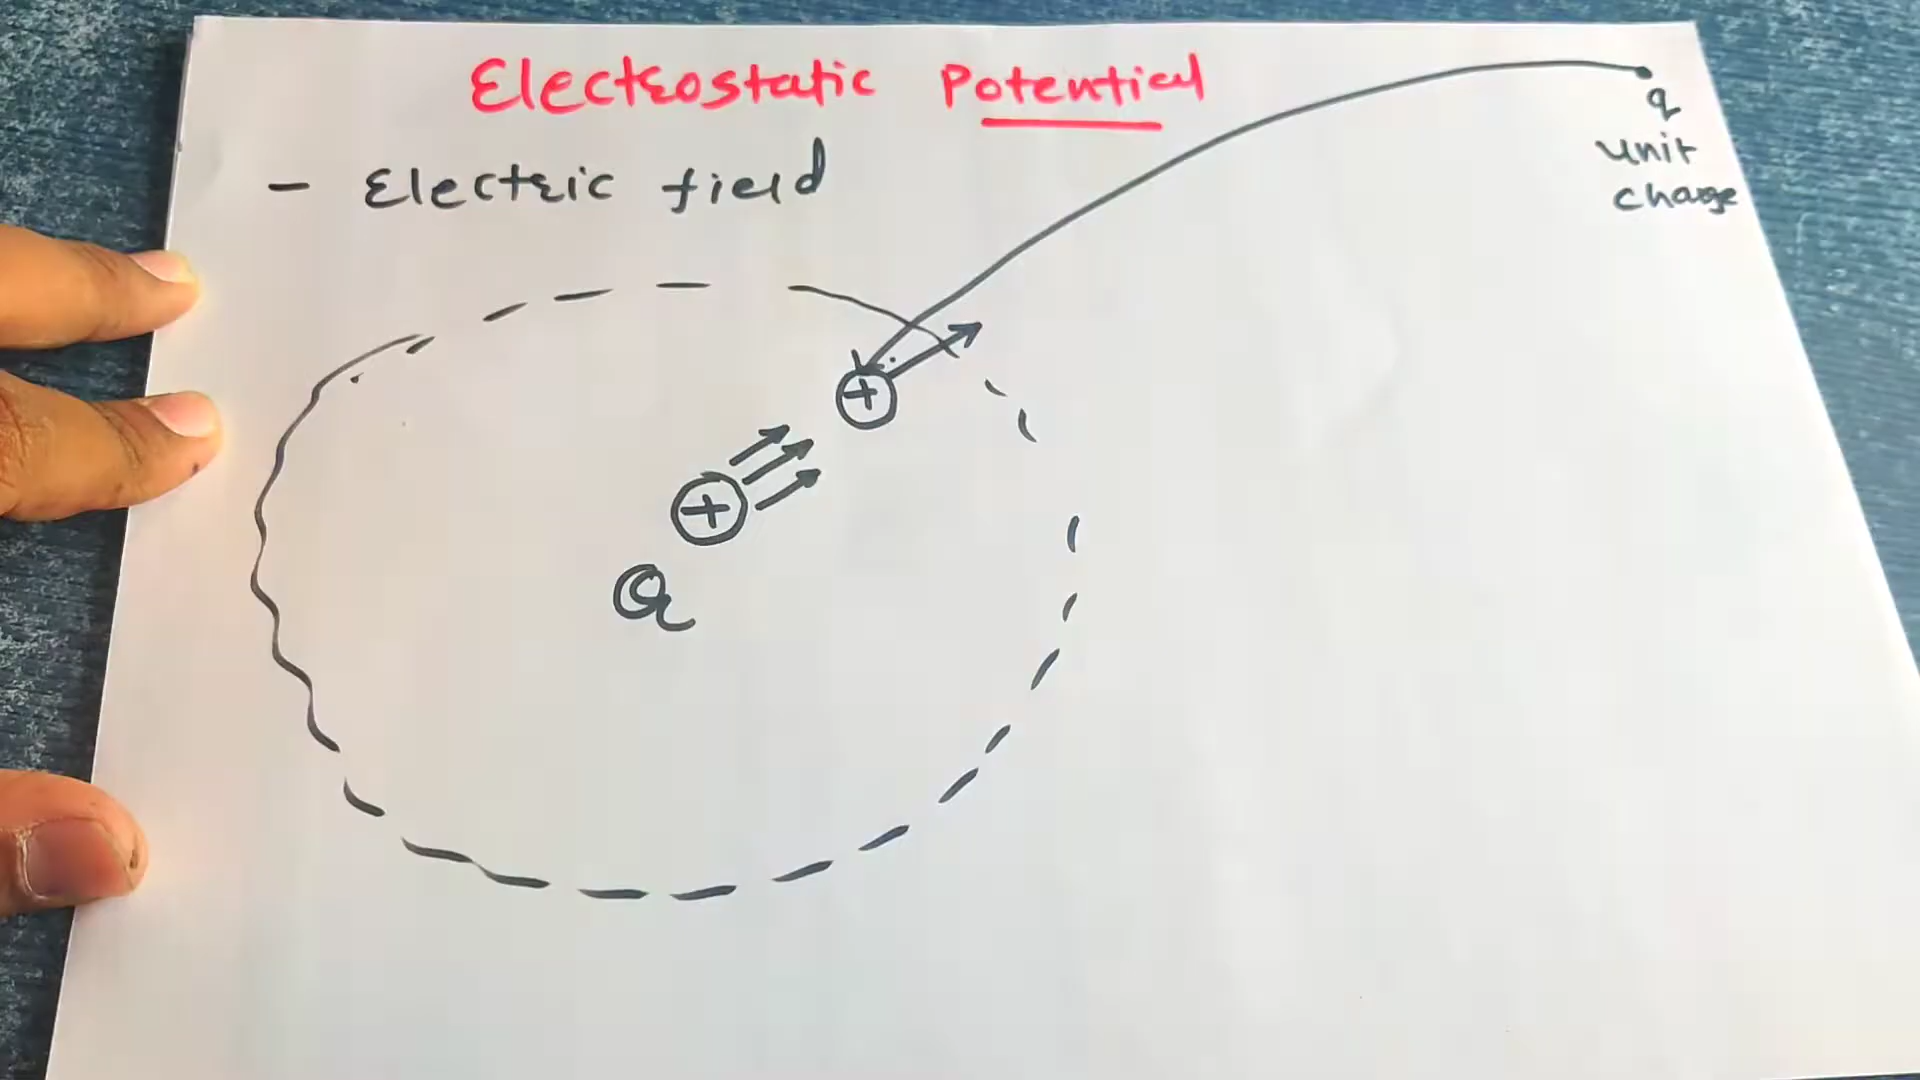 Electrostatic Potential
- Electric field
q
unit
charge
+
+
Q